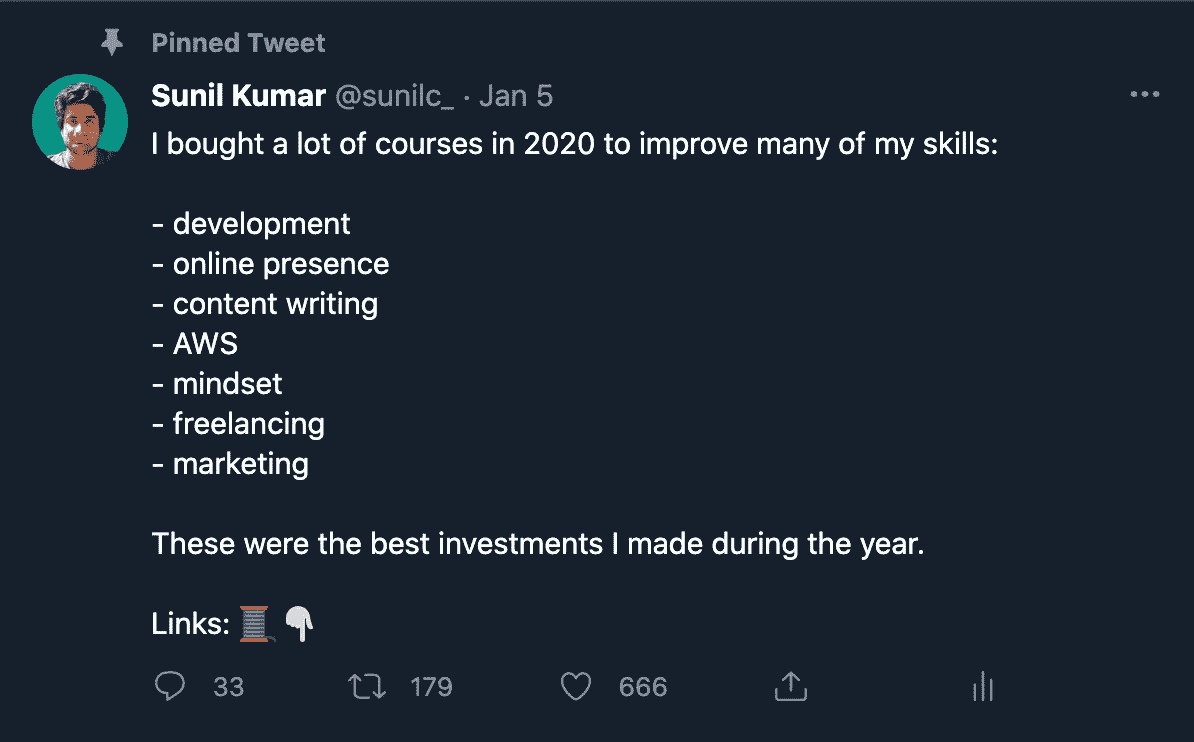 Pinned Tweet
Sunil Kumar @sunilc_ · Jan 5
I bought a lot of courses in 2020 to improve many of my skills:
- development
- online presence
- content writing
- AWS
- mindset
- freelancing
- marketing
These were the best investments I made during the year.
Links: 🧵 👇
33 179 666